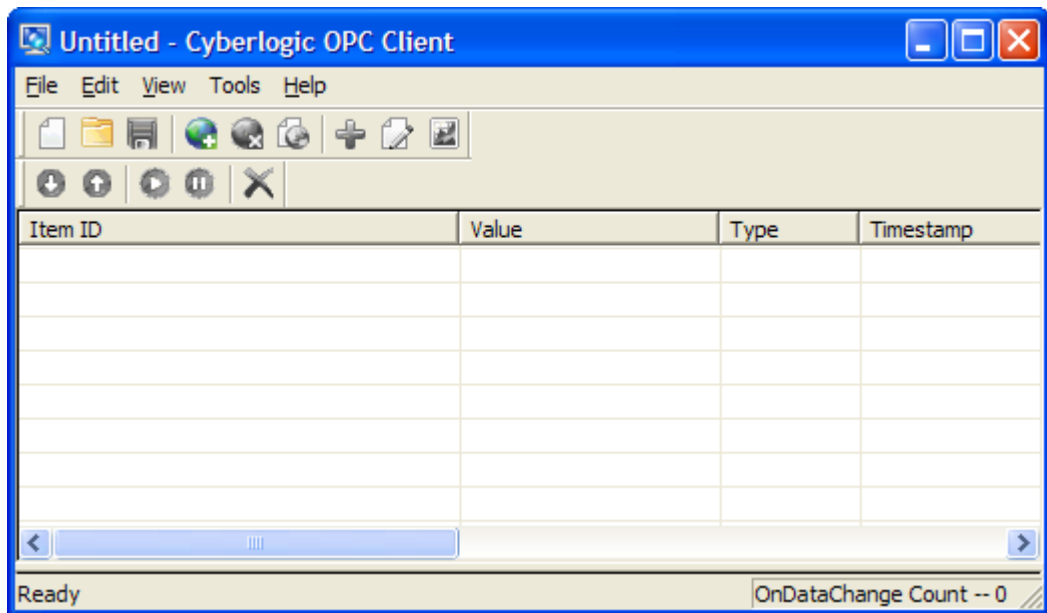 Untitled - Cyberlogic OPC Client
File Edit View Tools Help
Item ID Value Type Timestamp
Ready OnDataChange Count -- 0